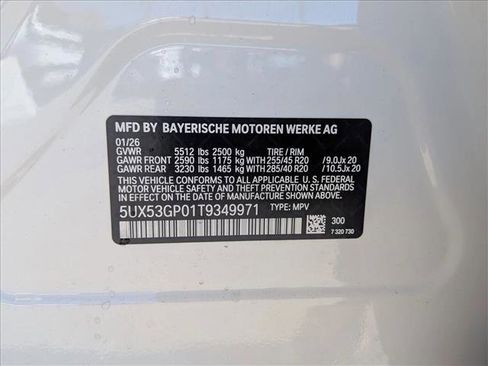 MFD BY BAYERISCHE MOTOREN WERKE AG
01/26
GVWR 5512 lbs 2500 kg TIRE / RIM
GAWR FRONT 2590 lbs 1175 kg WITH 255/45 R20 / 9.0Jx 20
GAWR REAR 3230 lbs 1465 kg WITH 285/40 R20 / 10.5Jx 20
THIS VEHICLE CONFORMS TO ALL APPLICABLE U. S. FEDERAL
MOTOR VEHICLE SAFETY, BUMPER, AND THEFT PREVENTION
STANDARDS IN EFFECT ON THE DATE OF MANUFACTURE SHOWN ABOVE.
5UX53GP01T9349971 TYPE: MPV
300
7 320 730